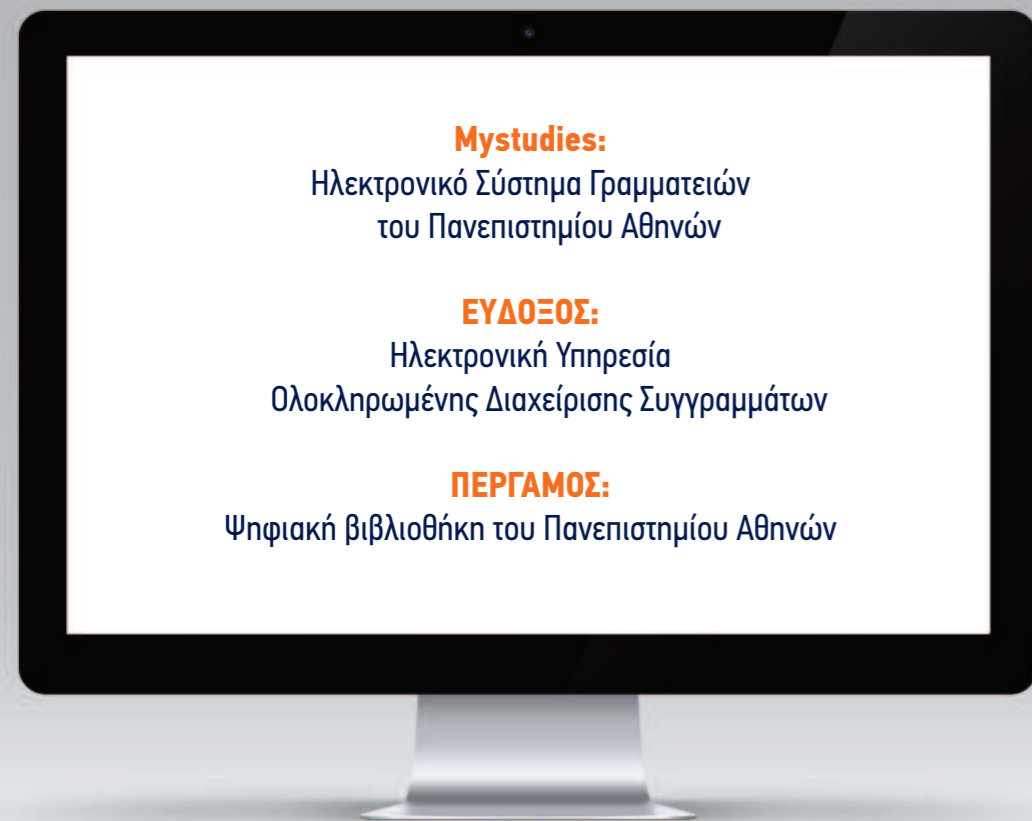 Mystudies:
Ηλεκτρονικό Σύστημα Γραμματειών
του Πανεπιστημίου Αθηνών
ΕΥΔΟΞΟΣ:
Ηλεκτρονική Υπηρεσία
Ολοκληρωμένης Διαχείρισης Συγγραμμάτων
ΠΕΡΓΑΜΟΣ:
Ψηφιακή βιβλιοθήκη του Πανεπιστημίου Αθηνών